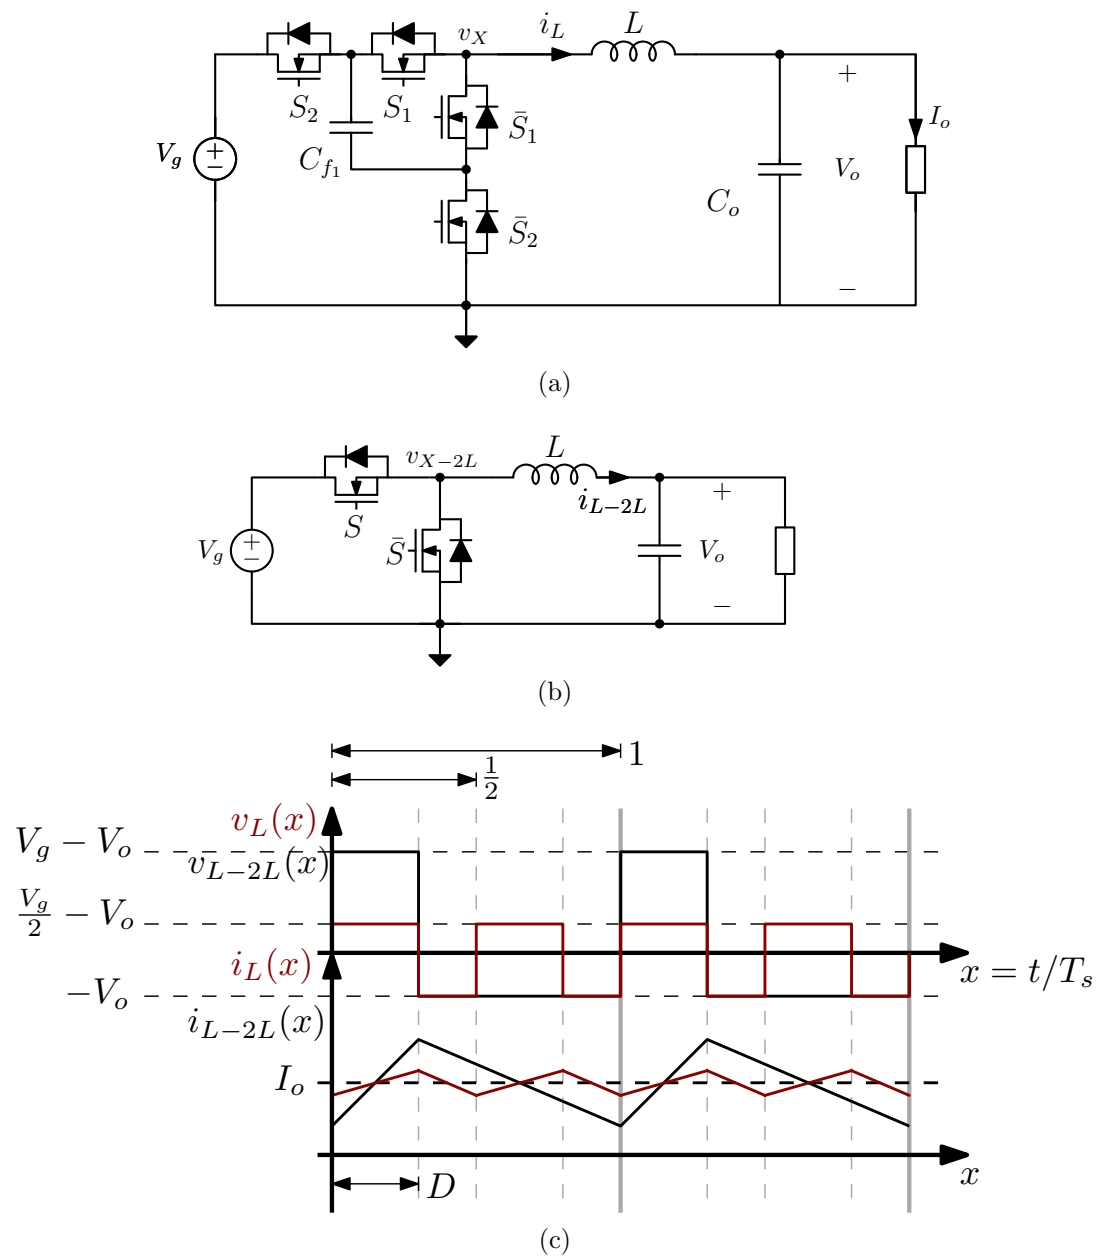 v_X
i_L
L
S_2
S_1
S̄_1
+
I_o
V_g
+
−
C_{f_1}
V_o
C_o
S̄_2
−
(a)
L
v_{X−2L}
i_{L−2L}
+
S
V_g
+
−
S̄
V_o
−
(b)
1
1/2
v_L(x)
V_g − V_o
v_{L−2L}(x)
V_g/2 − V_o
i_L(x)
x = t/T_s
−V_o
i_{L−2L}(x)
I_o
x
D
(c)